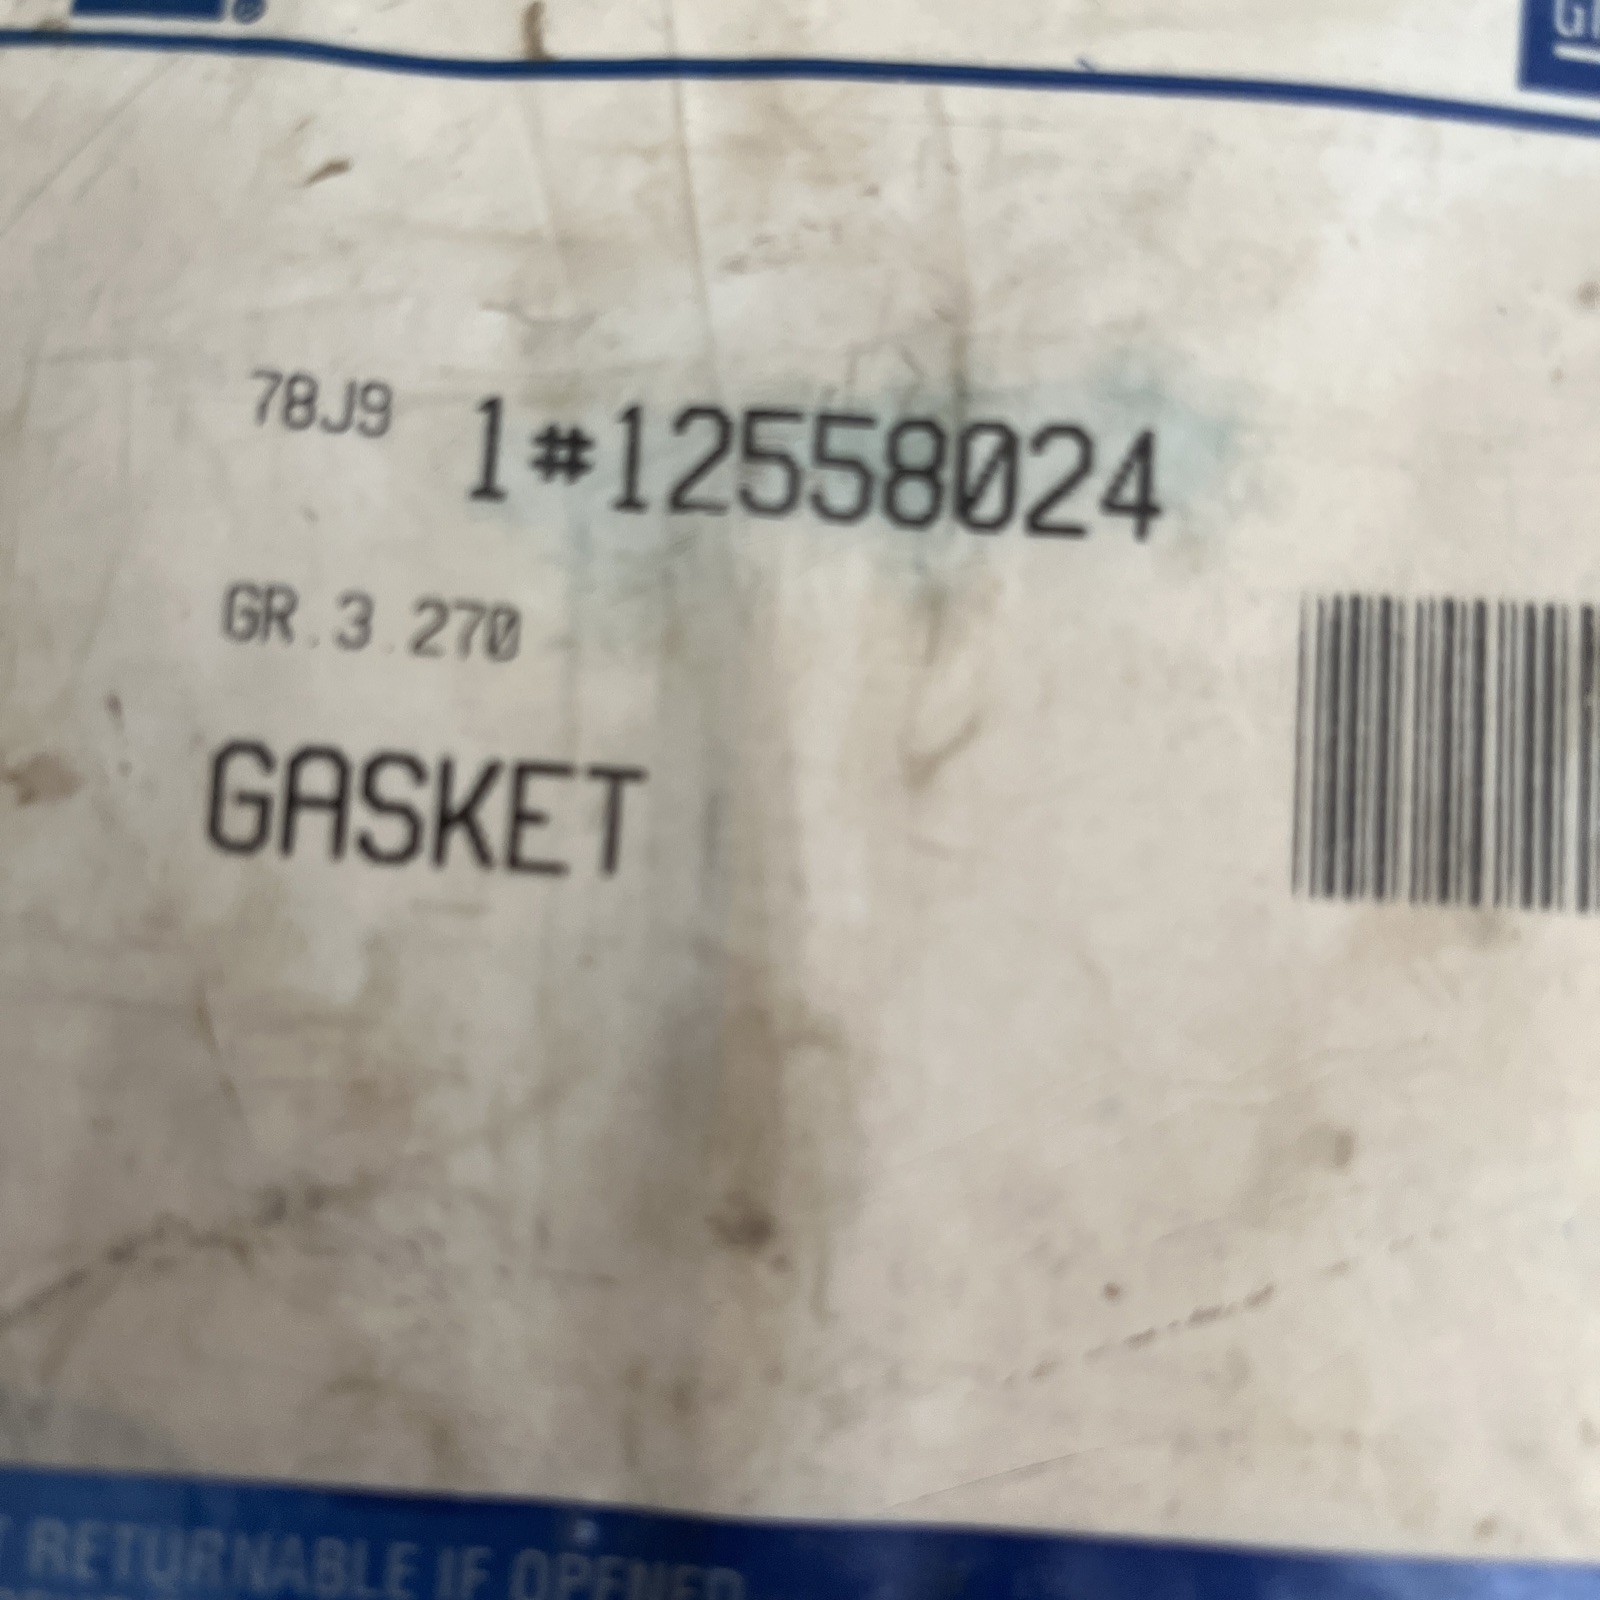 ®
78J9 1#12558024
GR.3.270
GASKET
RETURNABLE IF OPENED